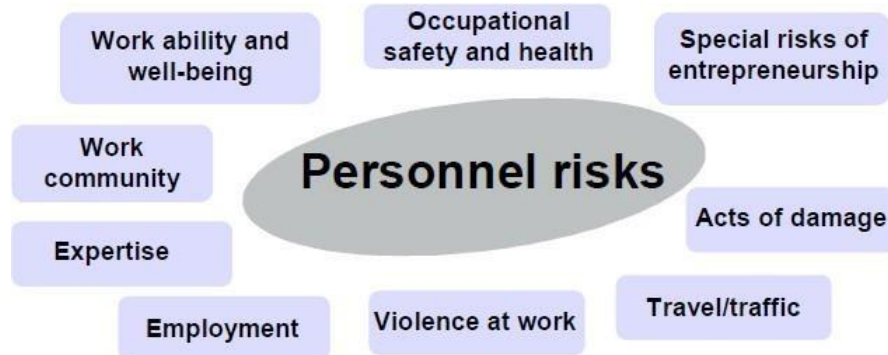 Work ability and
well-being
Occupational
safety and health
Special risks of
entrepreneurship
Work
community
Personnel risks
Acts of damage
Expertise
Employment
Violence at work
Travel/traffic